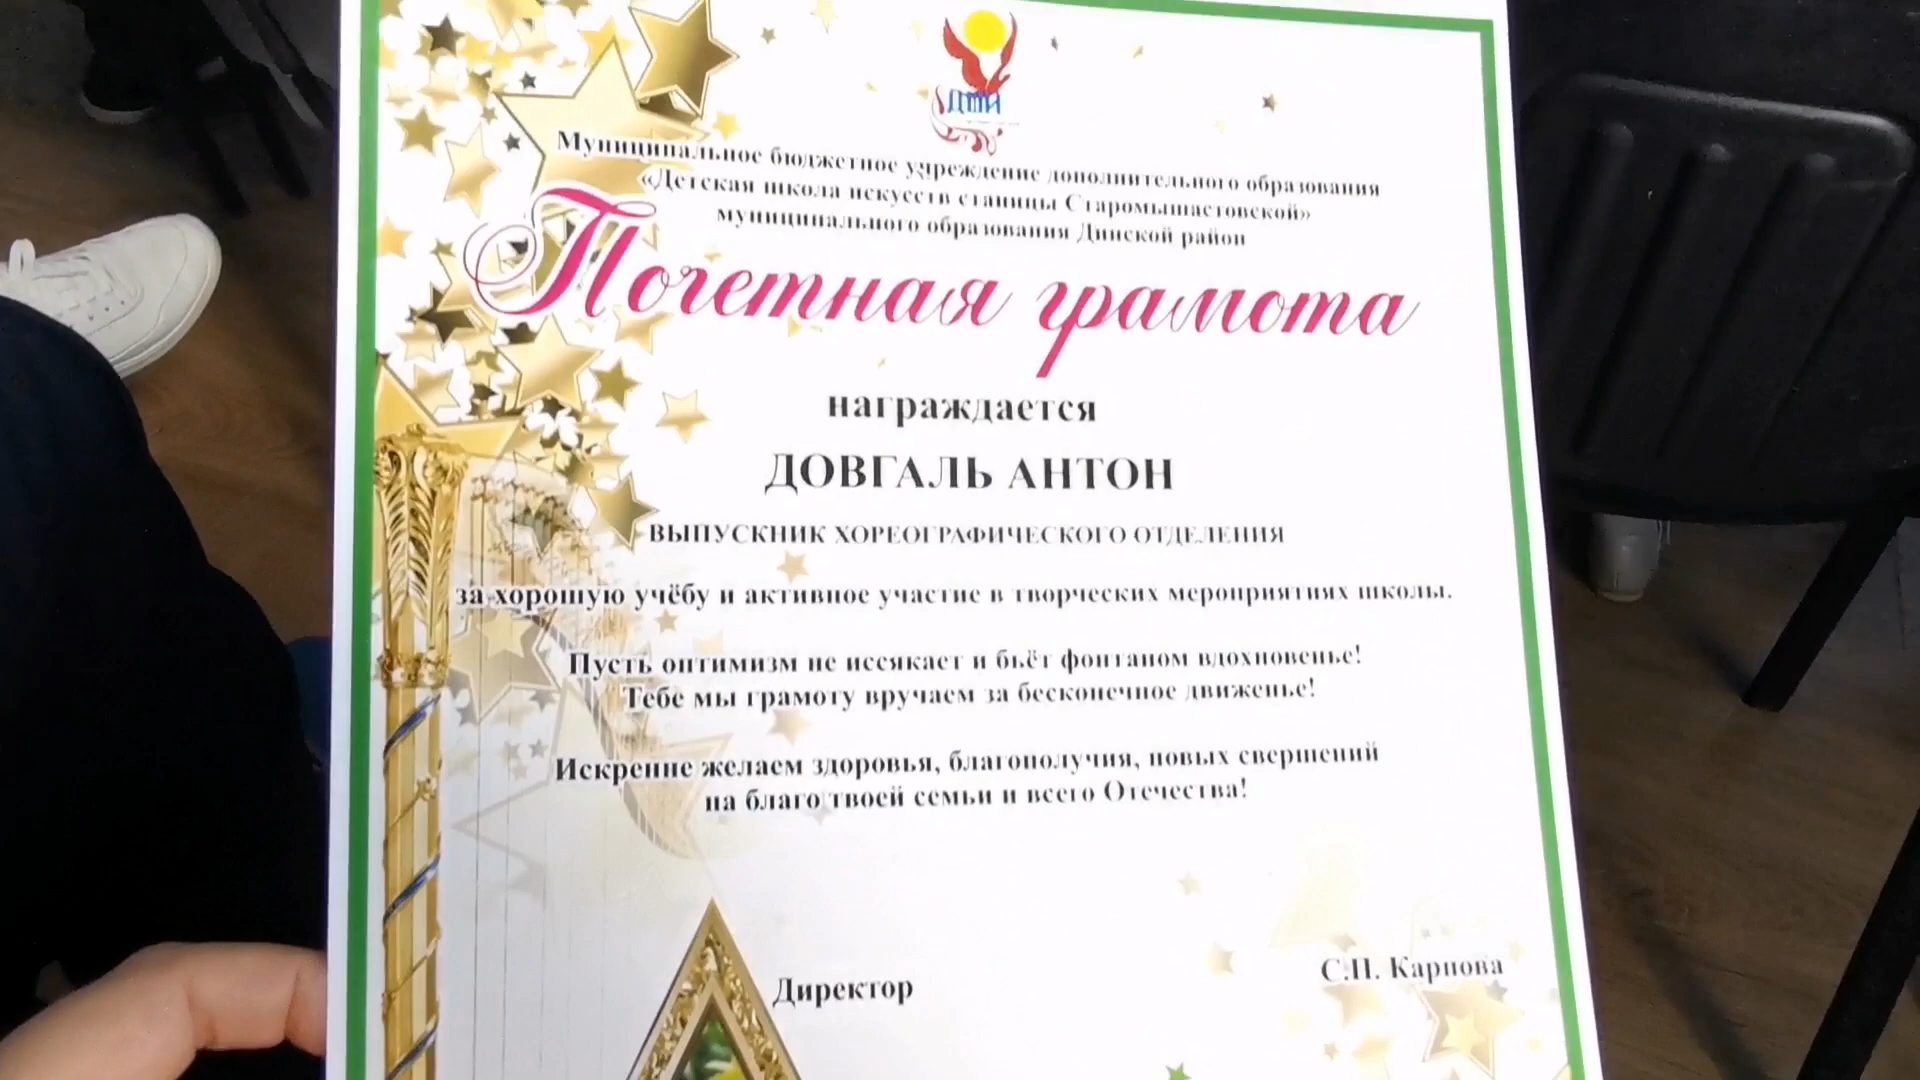 ДШИ
Муниципальное бюджетное учреждение дополнительного образования
«Детская школа искусств станицы Старомышастовской»
муниципального образования Динской район
Почетная грамота
награждается
ДОВГАЛЬ АНТОН
ВЫПУСКНИК ХОРЕОГРАФИЧЕСКОГО ОТДЕЛЕНИЯ
за хорошую учёбу и активное участие в творческих мероприятиях школы.
Пусть оптимизм не иссякает и бьёт фонтаном вдохновенье!
Тебе мы грамоту вручаем за бесконечное движенье!
Искренне желаем здоровья, благополучия, новых свершений
на благо твоей семьи и всего Отечества!
Директор
С.П. Карпова